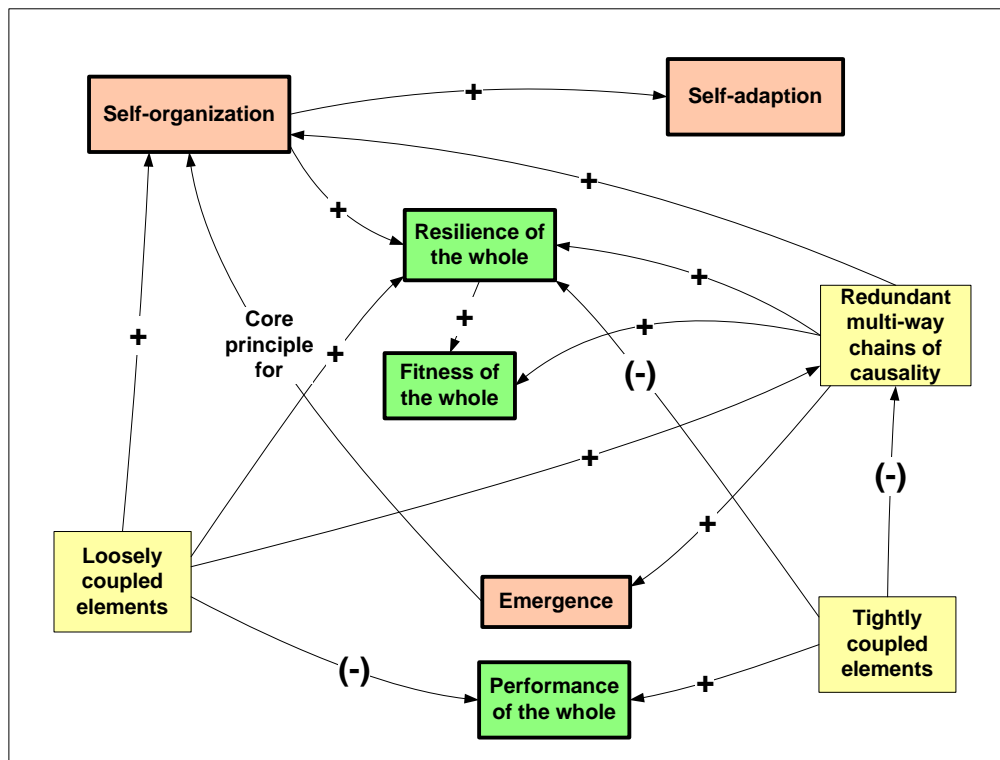 Self-organization
+
Self-adaption
+
+
Resilience of
the whole
+
Redundant
multi-way
chains of
causality
Core
principle
for
+
+
+
+
(-)
Fitness of
the whole
+
(-)
+
Loosely
coupled
elements
Emergence
Tightly
coupled
elements
(-)
Performance
of the whole
+